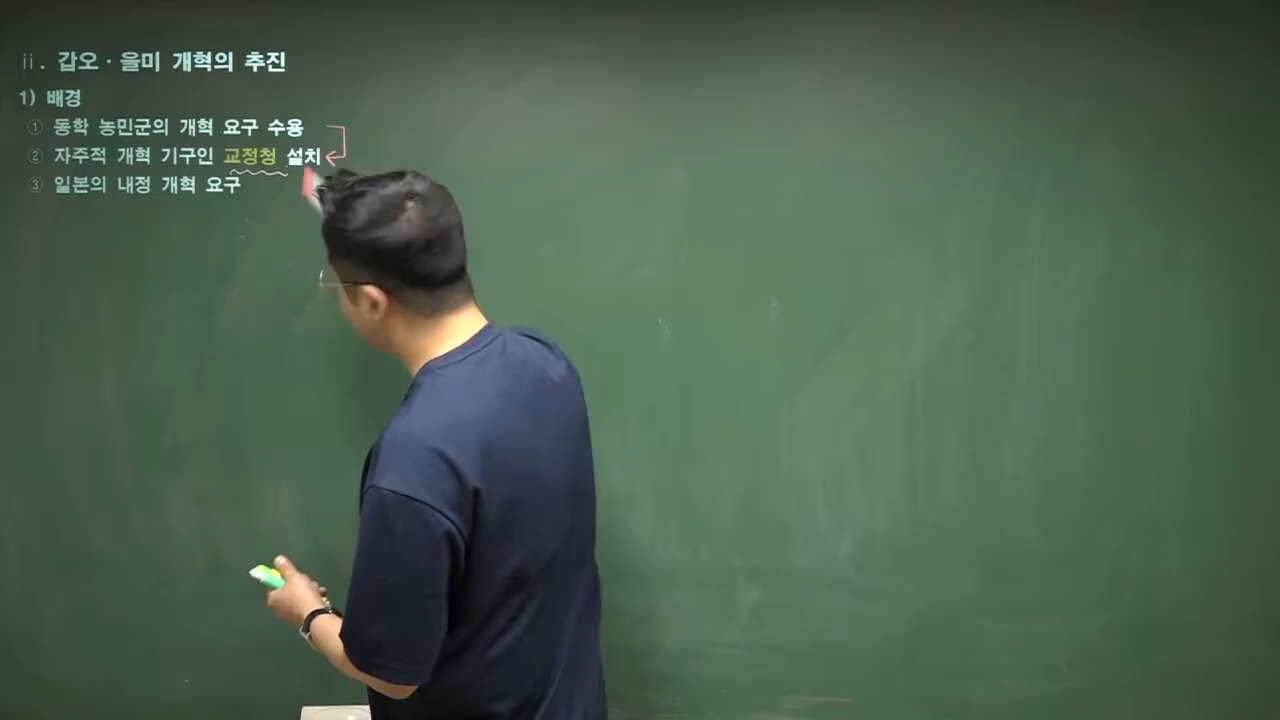 ⅱ. 갑오·을미 개혁의 추진
1) 배경
① 동학 농민군의 개혁 요구 수용
② 자주적 개혁 기구인 교정청 설치
③ 일본의 내정 개혁 요구